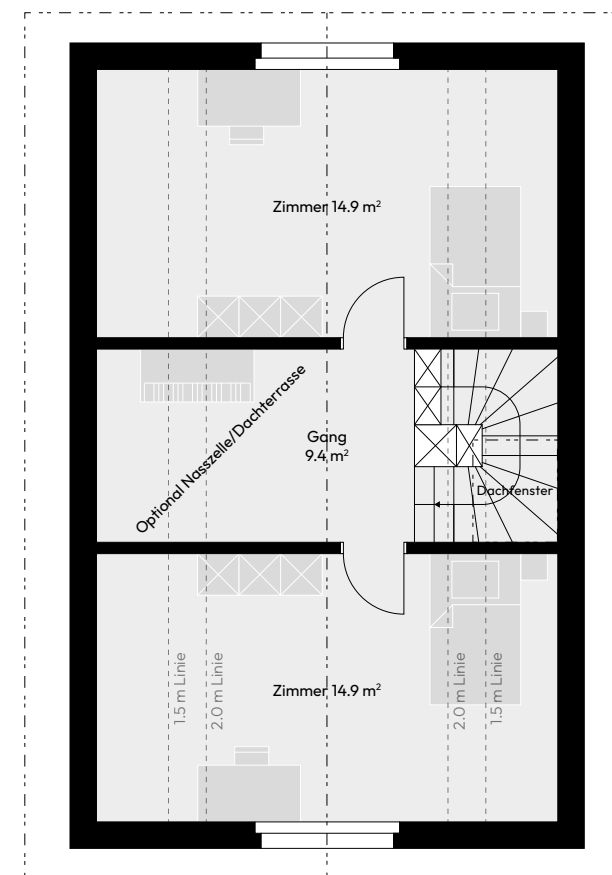 Zimmer 14.9 m²
Gang
9.4 m²
Optional Nasszelle/Dachterrasse
Dachfenster
Zimmer 14.9 m²
1.5 m Linie
2.0 m Linie
2.0 m Linie
1.5 m Linie